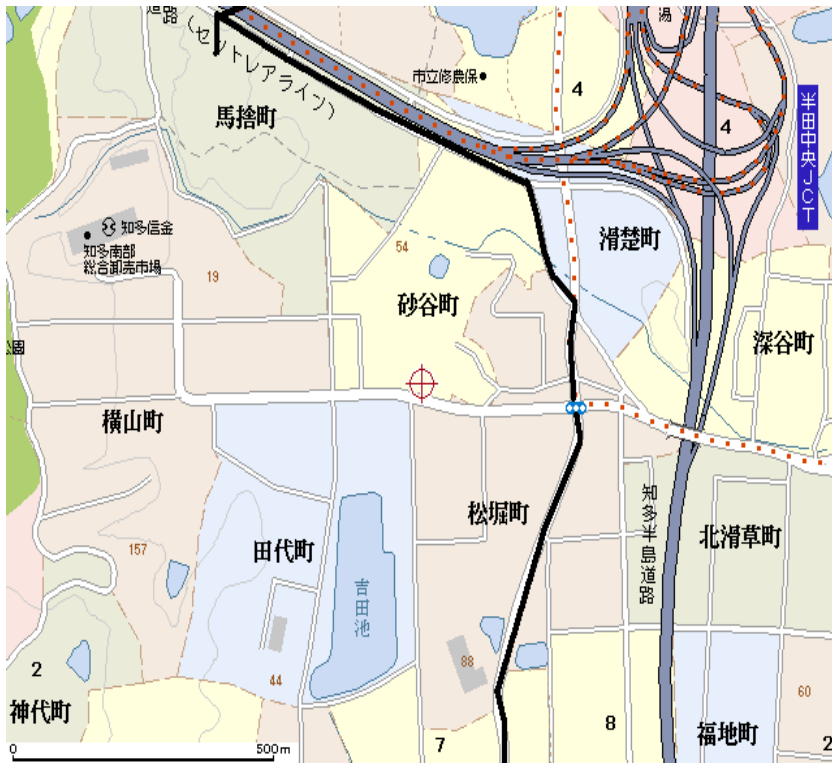 道路
(セントレアライン)
湯
市立修農保
4
馬捨町
4
半田中央JCT
知多信金
知多南部
総合卸売市場
54
滑楚町
19
砂谷町
深谷町
公園
横山町
松堀町
知多半島道路
北滑草町
田代町
157
吉田池
2
88
44
60
神代町
8
福地町
7
2
0
500m